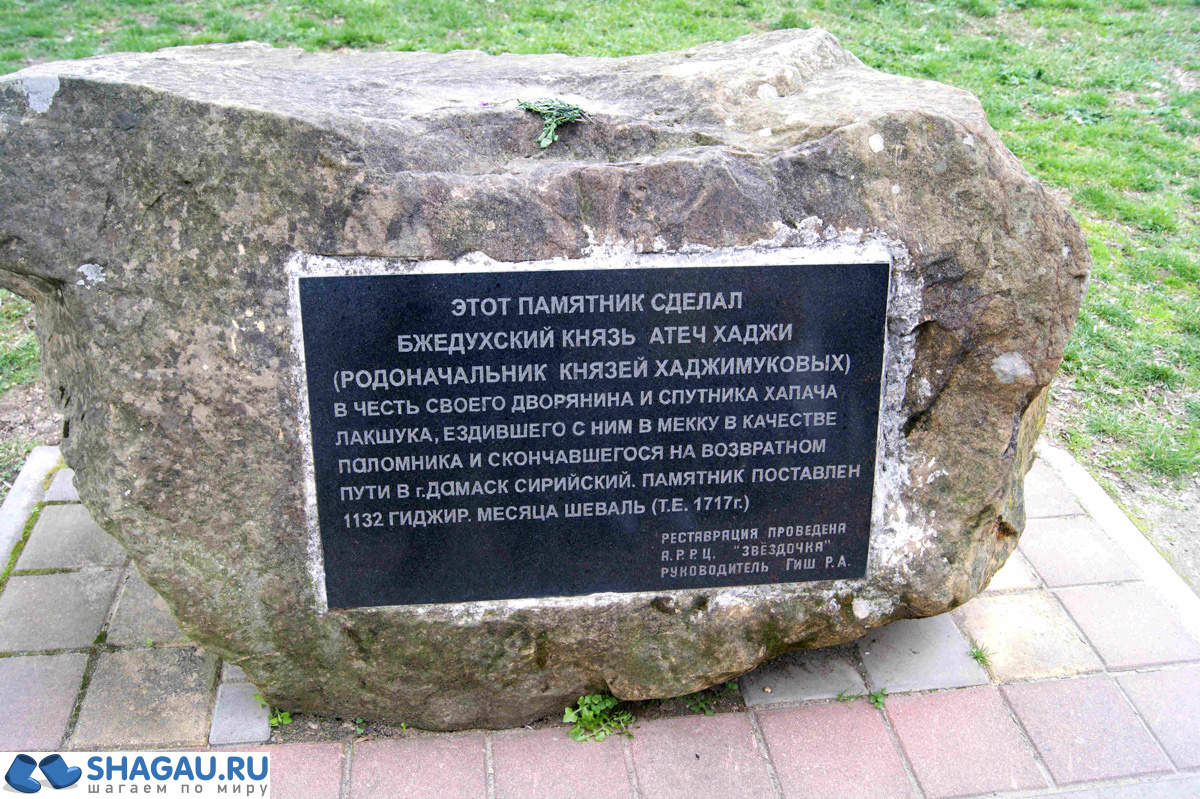 ЭТОТ ПАМЯТНИК СДЕЛАЛ
БЖЕДУХСКИЙ КНЯЗЬ АТЕЧ ХАДЖИ
(РОДОНАЧАЛЬНИК КНЯЗЕЙ ХАДЖИМУКОВЫХ)
В ЧЕСТЬ СВОЕГО ДВОРЯНИНА И СПУТНИКА ХАПАЧА
ЛАКШУКА, ЕЗДИВШЕГО С НИМ В МЕККУ В КАЧЕСТВЕ
ПАЛОМНИКА И СКОНЧАВШЕГОСЯ НА ВОЗВРАТНОМ
ПУТИ В г.ДАМАСК СИРИЙСКИЙ. ПАМЯТНИК ПОСТАВЛЕН
1132 ГИДЖИР. МЕСЯЦА ШЕВАЛЬ (Т.Е. 1717г.)
РЕСТАВРАЦИЯ ПРОВЕДЕНА
А.Р.Р.Ц. "ЗВЁЗДОЧКА"
РУКОВОДИТЕЛЬ ГИШ Р.А.
SHAGAU.RU
шагаем по миру